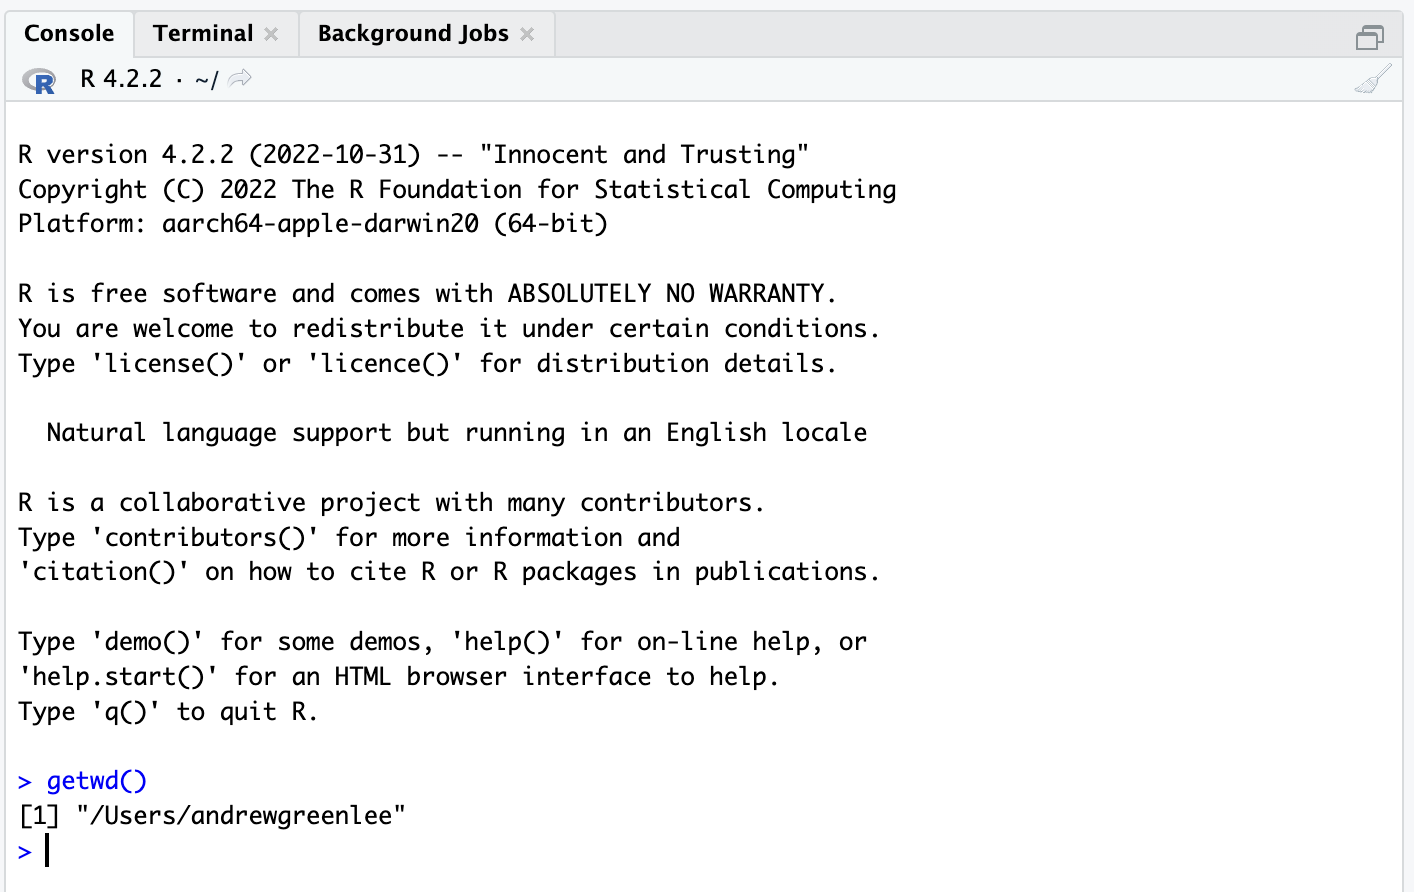 Console Terminal Background Jobs
R R 4.2.2 · ~/
R version 4.2.2 (2022-10-31) -- "Innocent and Trusting"
Copyright (C) 2022 The R Foundation for Statistical Computing
Platform: aarch64-apple-darwin20 (64-bit)
R is free software and comes with ABSOLUTELY NO WARRANTY.
You are welcome to redistribute it under certain conditions.
Type 'license()' or 'licence()' for distribution details.
Natural language support but running in an English locale
R is a collaborative project with many contributors.
Type 'contributors()' for more information and
'citation()' on how to cite R or R packages in publications.
Type 'demo()' for some demos, 'help()' for on-line help, or
'help.start()' for an HTML browser interface to help.
Type 'q()' to quit R.
> getwd()
[1] "/Users/andrewgreenlee"
>